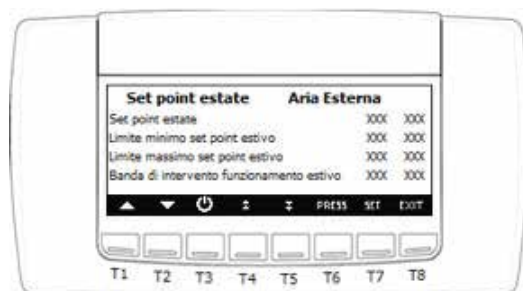 Set point estate Aria Esterna
Set point estate XXX XXX
Limite minimo set point estivo XXX XXX
Limite massimo set point estivo XXX XXX
Banda di intervento funzionamento estivo XXX XXX
PRESS SET EXIT
T1 T2 T3 T4 T5 T6 T7 T8